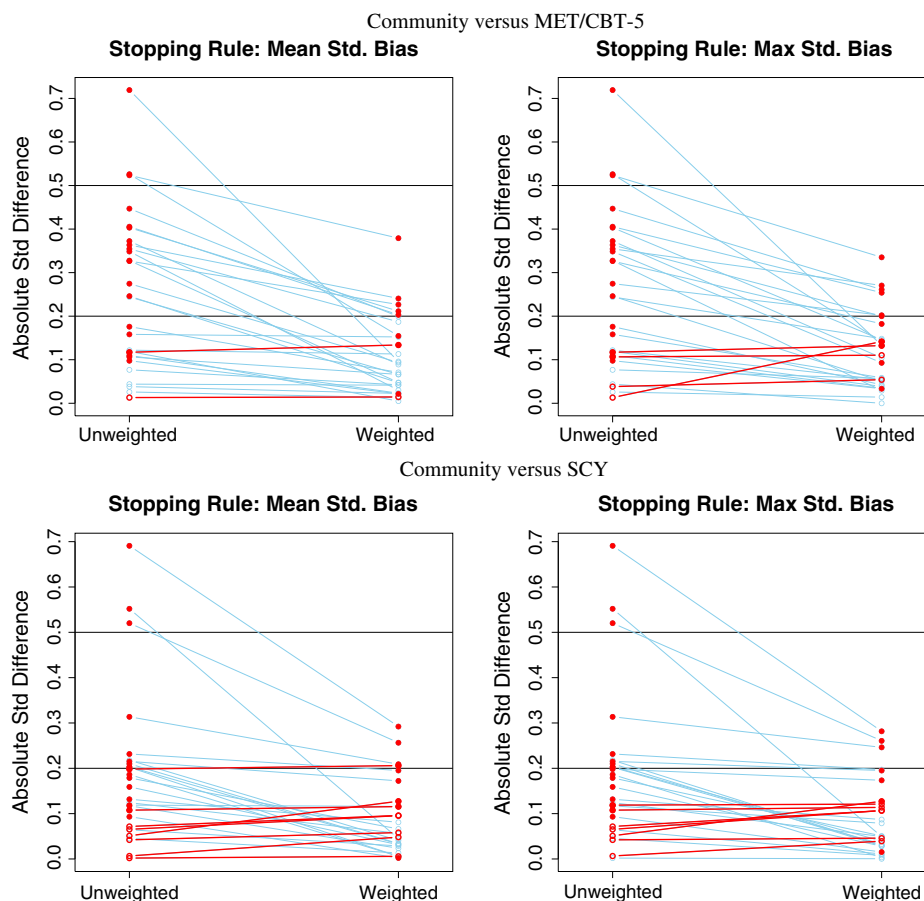 Community versus MET/CBT-5
Stopping Rule: Mean Std. Bias
Stopping Rule: Max Std. Bias
Absolute Std Difference
0.7
0.6
0.5
0.4
0.3
0.2
0.1
0.0
Unweighted
Weighted
Absolute Std Difference
0.7
0.6
0.5
0.4
0.3
0.2
0.1
0.0
Unweighted
Weighted
Community versus SCY
Stopping Rule: Mean Std. Bias
Stopping Rule: Max Std. Bias
Absolute Std Difference
0.7
0.6
0.5
0.4
0.3
0.2
0.1
0.0
Unweighted
Weighted
Absolute Std Difference
0.7
0.6
0.5
0.4
0.3
0.2
0.1
0.0
Unweighted
Weighted